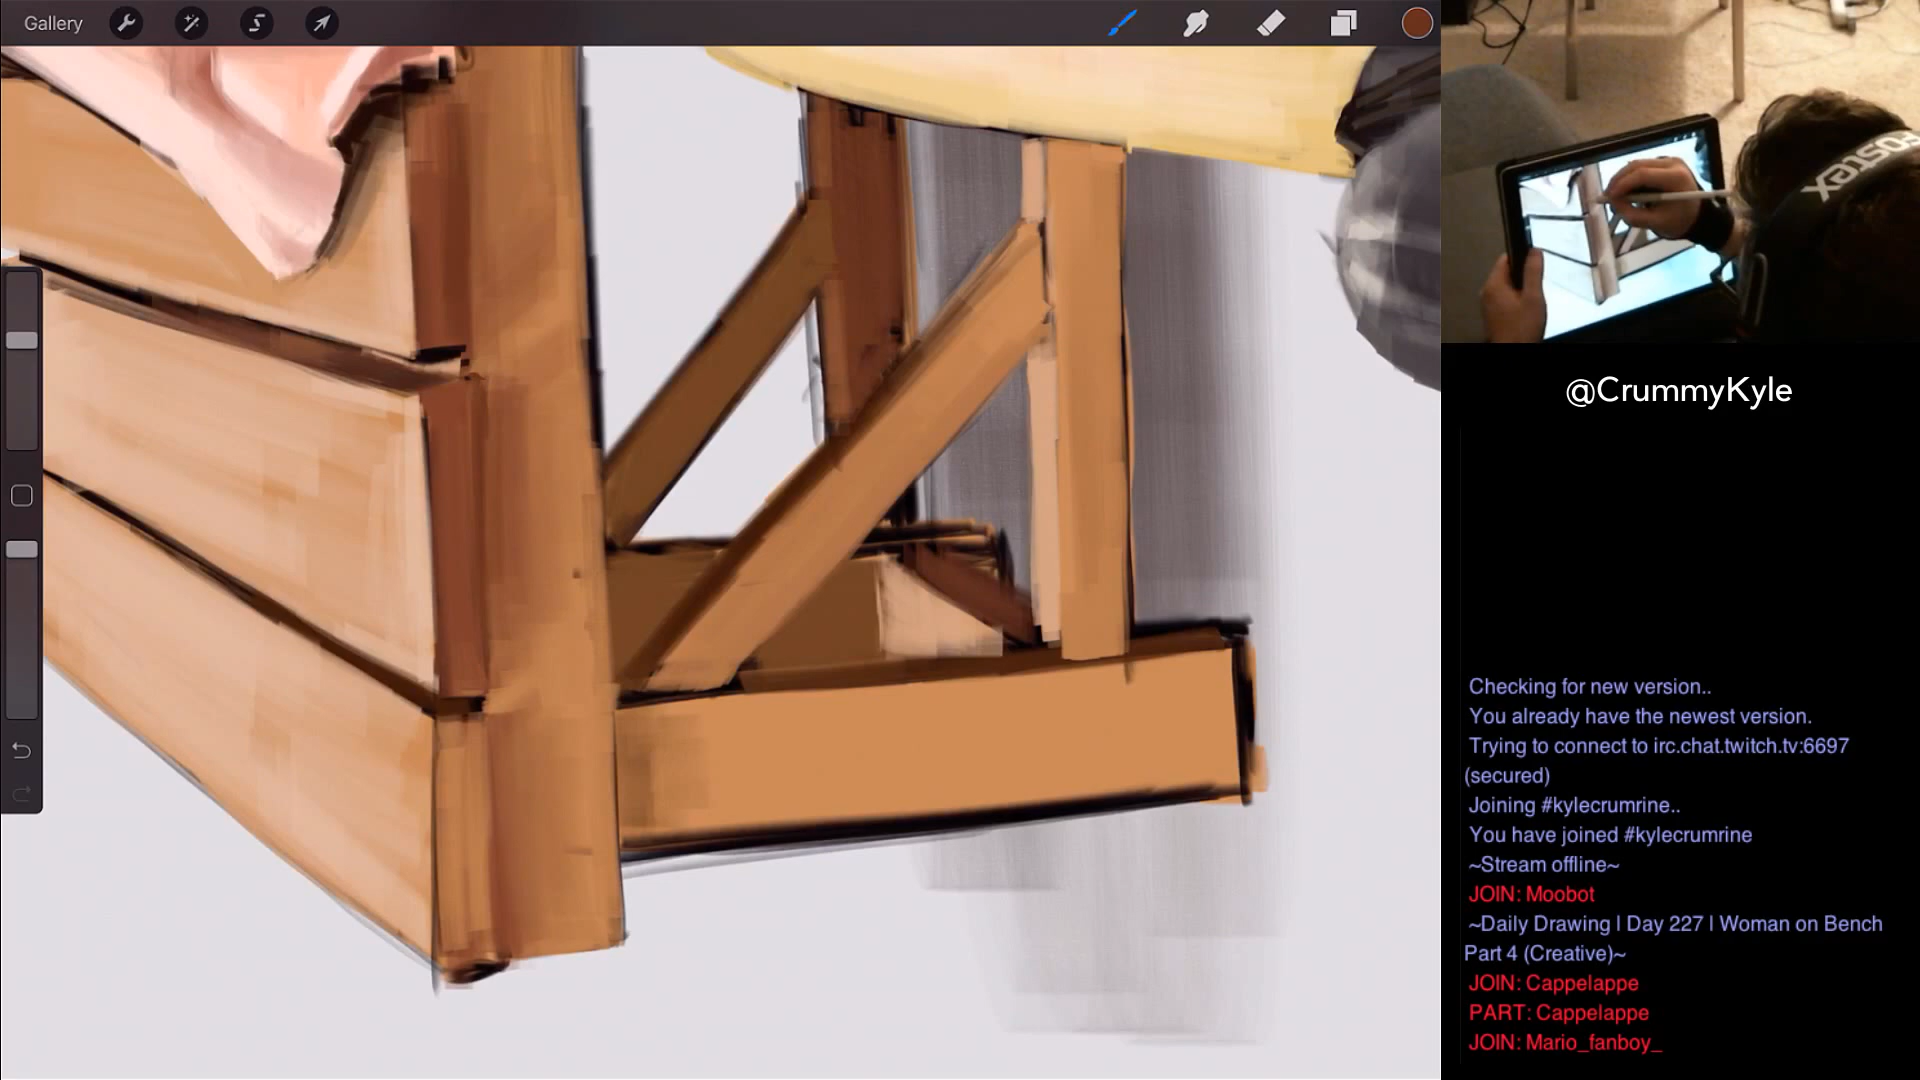 Gallery
Fostex
@CrummyKyle
Checking for new version..
You already have the newest version.
Trying to connect to irc.chat.twitch.tv:6697
(secured)
Joining #kylecrumrine..
You have joined #kylecrumrine
~Stream offline~
JOIN: Moobot
~Daily Drawing | Day 227 | Woman on Bench
Part 4 (Creative)~
JOIN: Cappelappe
PART: Cappelappe
JOIN: Mario_fanboy_